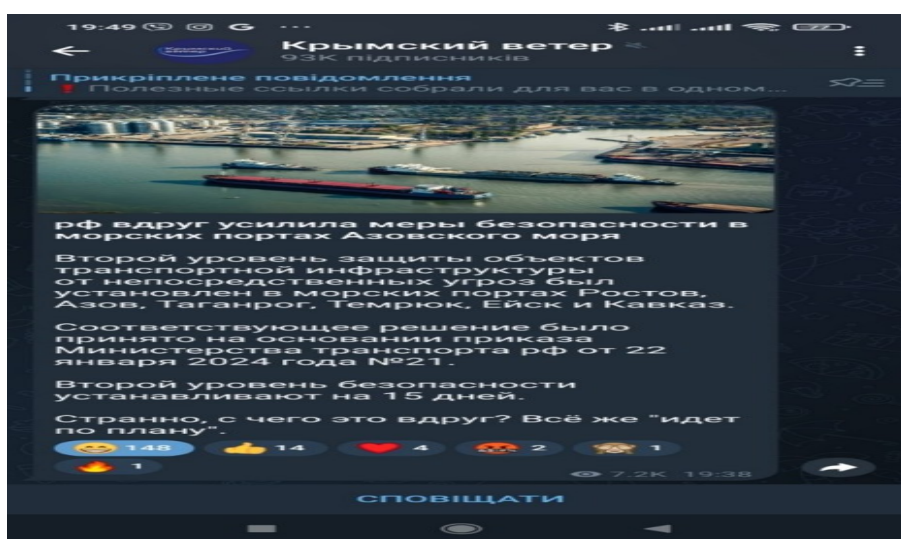 19:49
Крымский ветер
93K підписників
Прикріплене повідомлення
Полезные ссылки собрали для вас в одном...
рф вдруг усилила меры безопасности в
морских портах Азовского моря
Второй уровень защиты объектов
транспортной инфраструктуры
от непосредственных угроз был
установлен в морских портах Ростов,
Азов, Таганрог, Темрюк, Ейск и Кавказ.
Соответствующее решение было
принято на основании приказа
Министерства транспорта рф от 22
января 2024 года №21.
Второй уровень безопасности
устанавливают на 15 дней.
Странно, с чего это вдруг? Всё же "идет
по плану".
148 14 4 2 1
1
7.2K 19:38
СПОВІЩАТИ